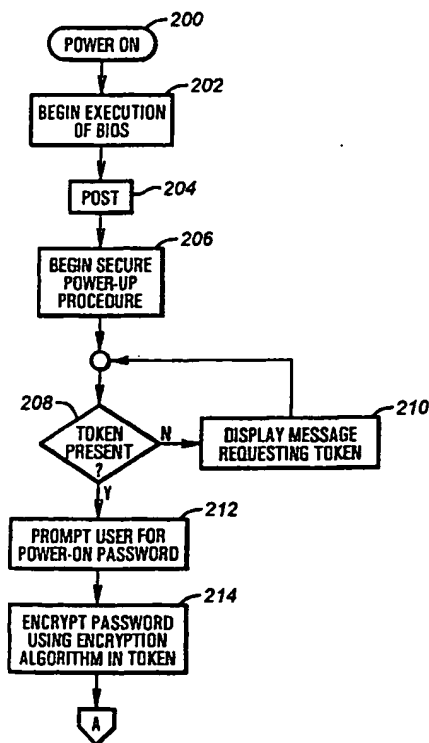 200
POWER ON
202
BEGIN EXECUTION
OF BIOS
204
POST
206
BEGIN SECURE
POWER-UP
PROCEDURE
208
TOKEN
PRESENT
?
N
Y
210
DISPLAY MESSAGE
REQUESTING TOKEN
212
PROMPT USER FOR
POWER-ON PASSWORD
214
ENCRYPT PASSWORD
USING ENCRYPTION
ALGORITHM IN TOKEN
A